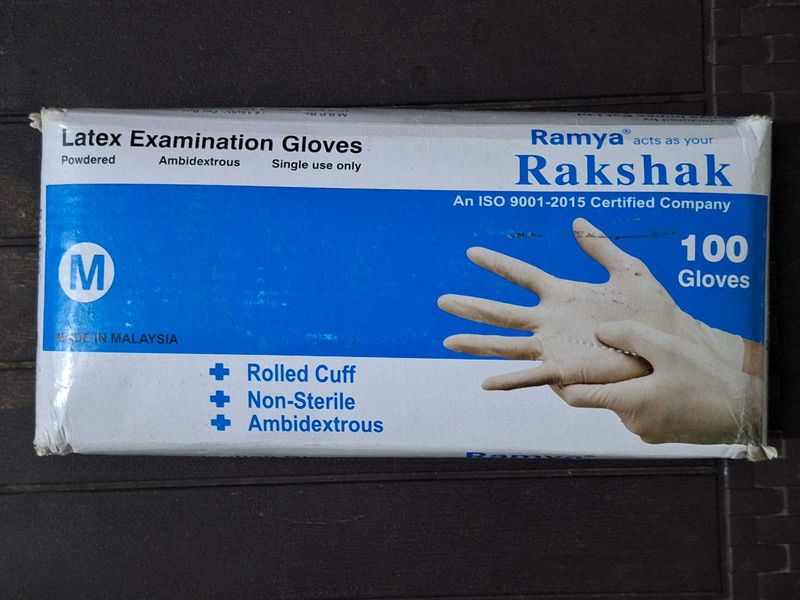 Latex Examination Gloves
Powdered Ambidextrous Single use only
Ramya® acts as your
Rakshak
An ISO 9001-2015 Certified Company
100
Gloves
M
MADE IN MALAYSIA
Rolled Cuff
Non-Sterile
Ambidextrous
Ramya®